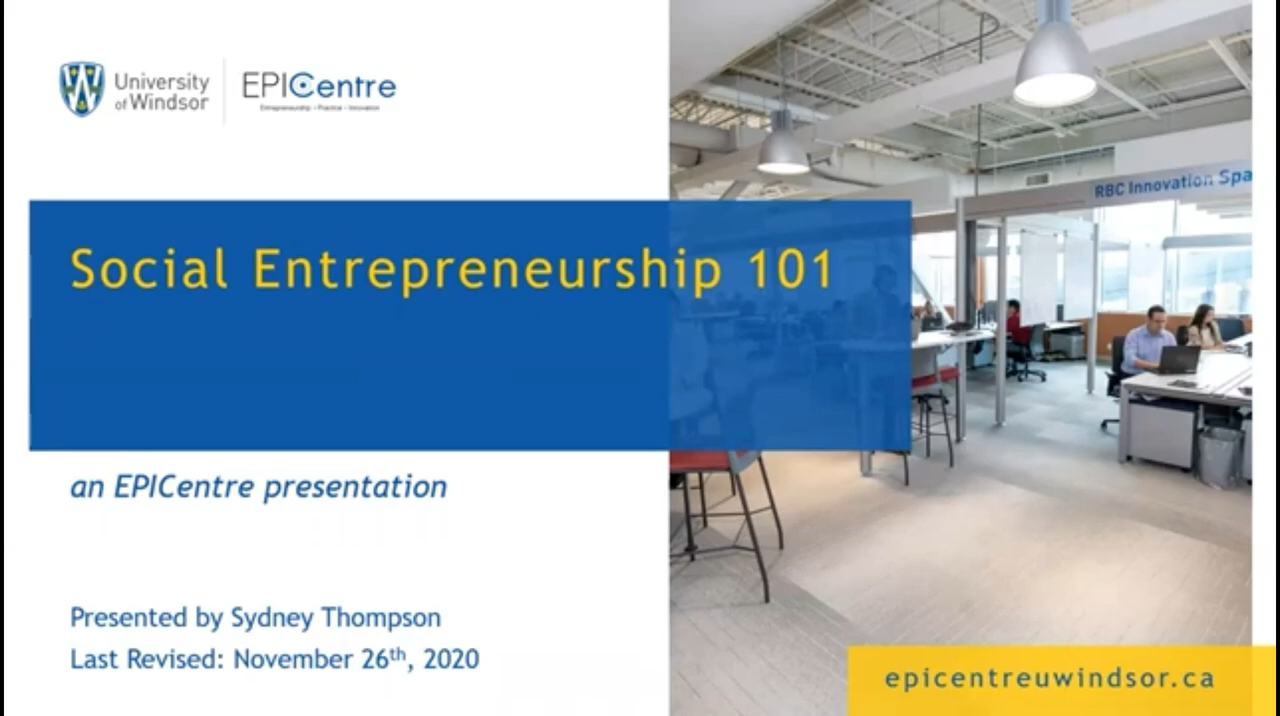 University
of Windsor
EPICentre
Entrepreneurship - Practice - Innovation
RBC Innovation Spa
Social Entrepreneurship 101
an EPICentre presentation
Presented by Sydney Thompson
Last Revised: November 26th, 2020
epicentreuwindsor.ca